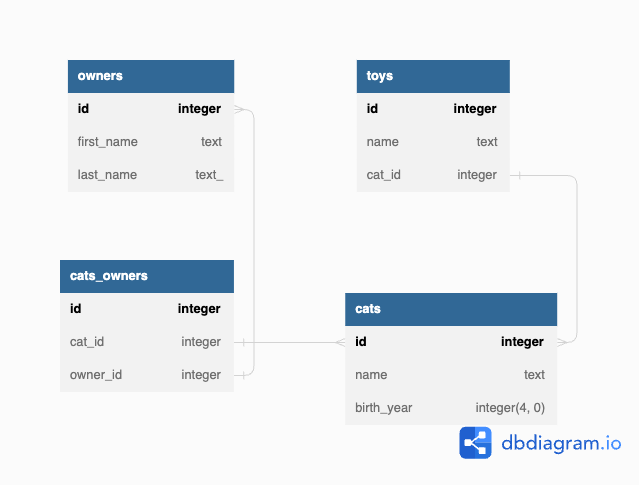 owners
id integer
first_name text
last_name text_
toys
id integer
name text
cat_id integer
cats_owners
id integer
cat_id integer
owner_id integer
cats
id integer
name text
birth_year integer(4, 0)
dbdiagram.io